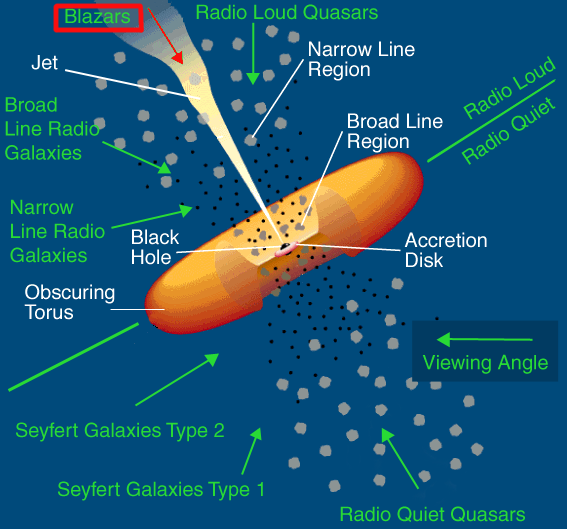 Blazars
Radio Loud Quasars
Jet
Narrow Line
Region
Radio Loud
Radio Quiet
Broad
Line Radio
Galaxies
Broad Line
Region
Narrow
Line Radio
Galaxies
Black
Hole
Accretion
Disk
Obscuring
Torus
Viewing Angle
Seyfert Galaxies Type 2
Seyfert Galaxies Type 1
Radio Quiet Quasars